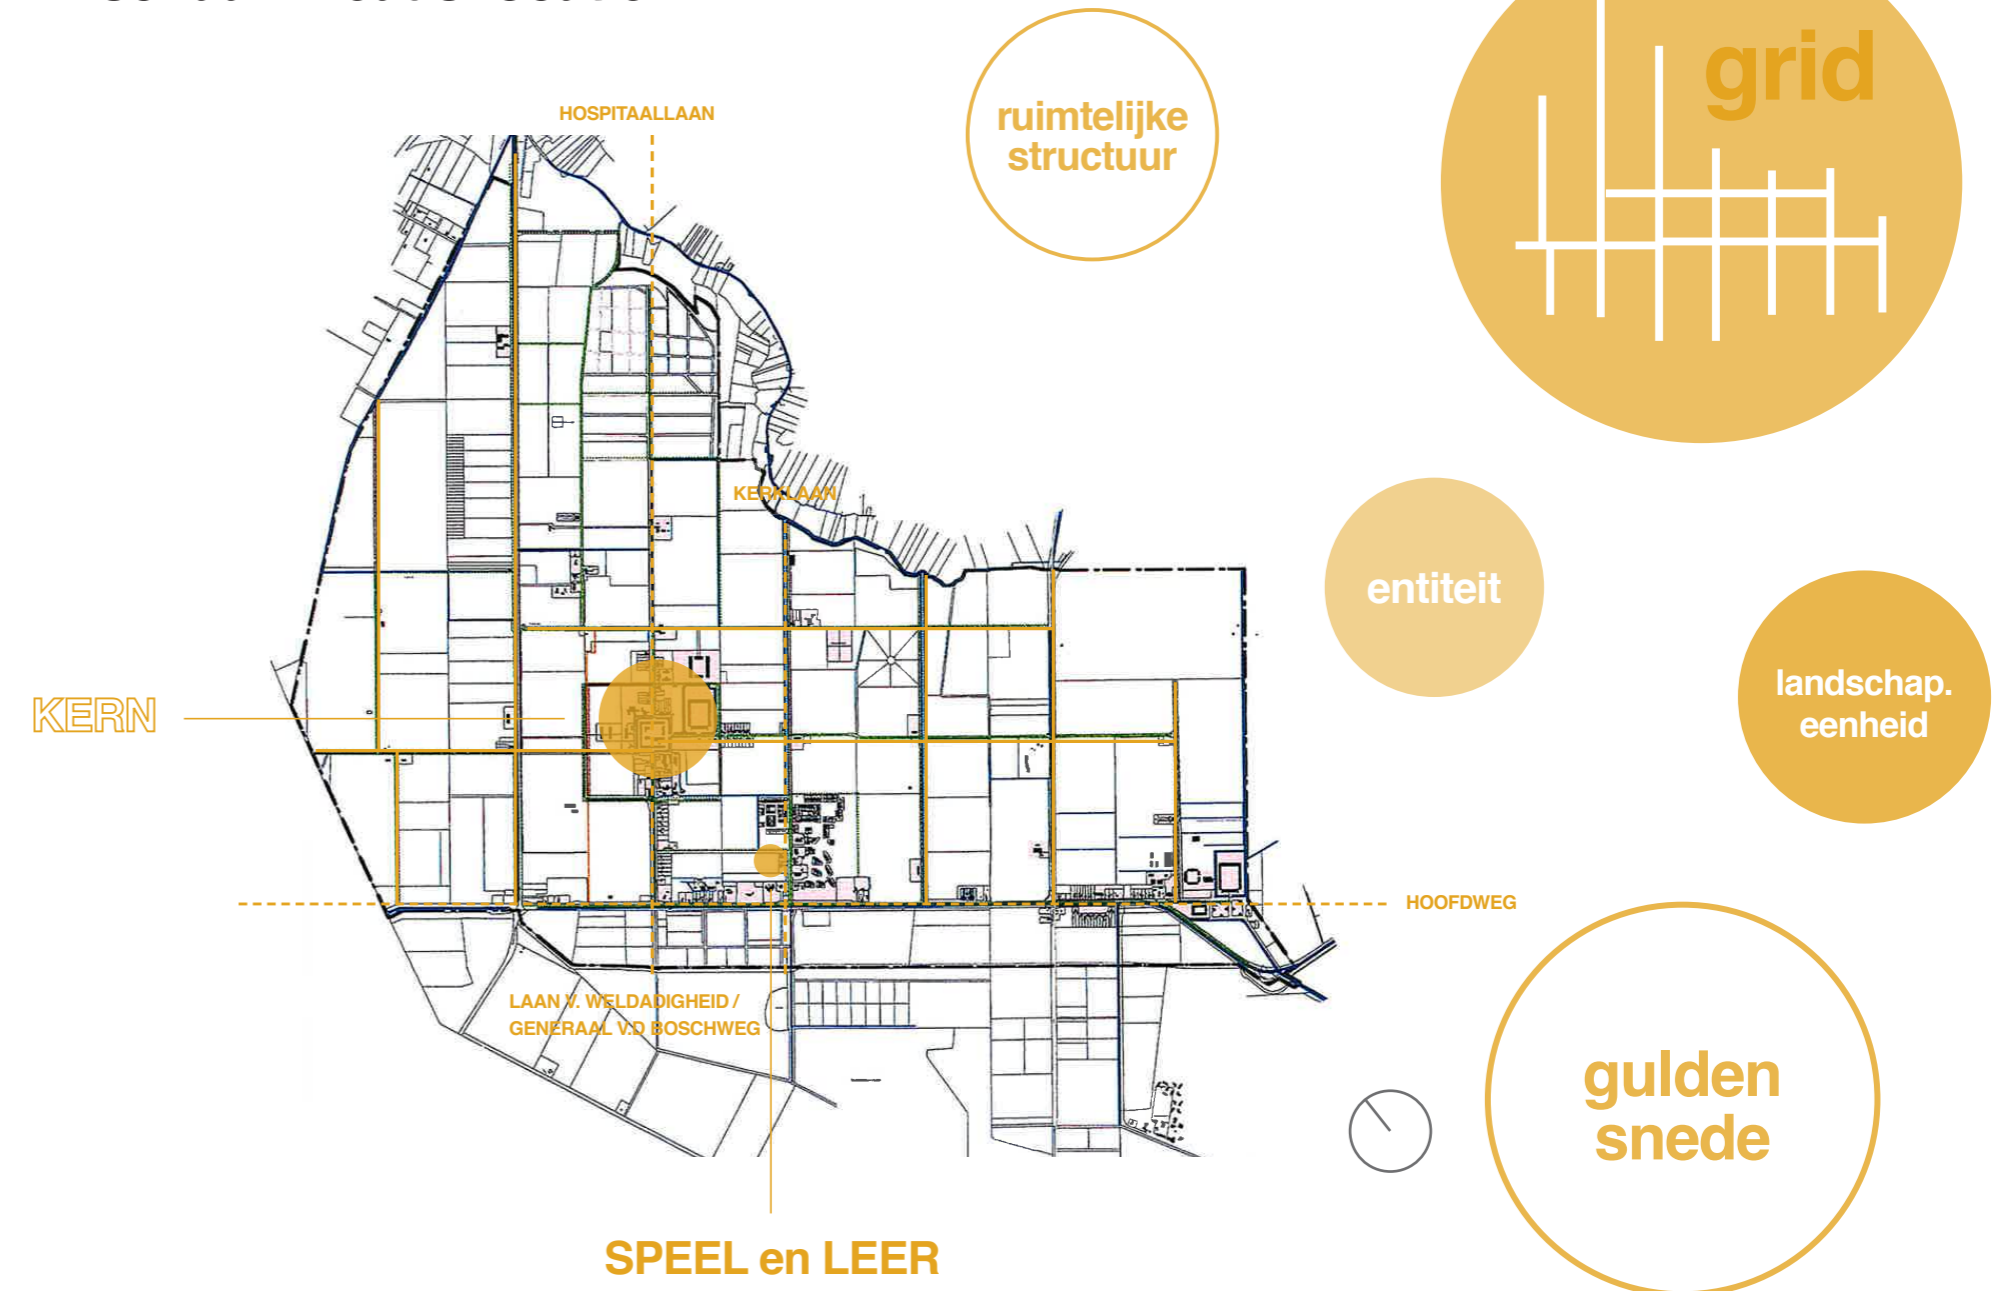 grid
ruimtelijke
structuur
HOSPITAALLAAN
KERKLAAN
entiteit
landschap.
eenheid
KERN
HOOFDWEG
LAAN V. WELDADIGHEID /
GENERAAL V.D BOSCHWEG
gulden
snede
SPEEL en LEER